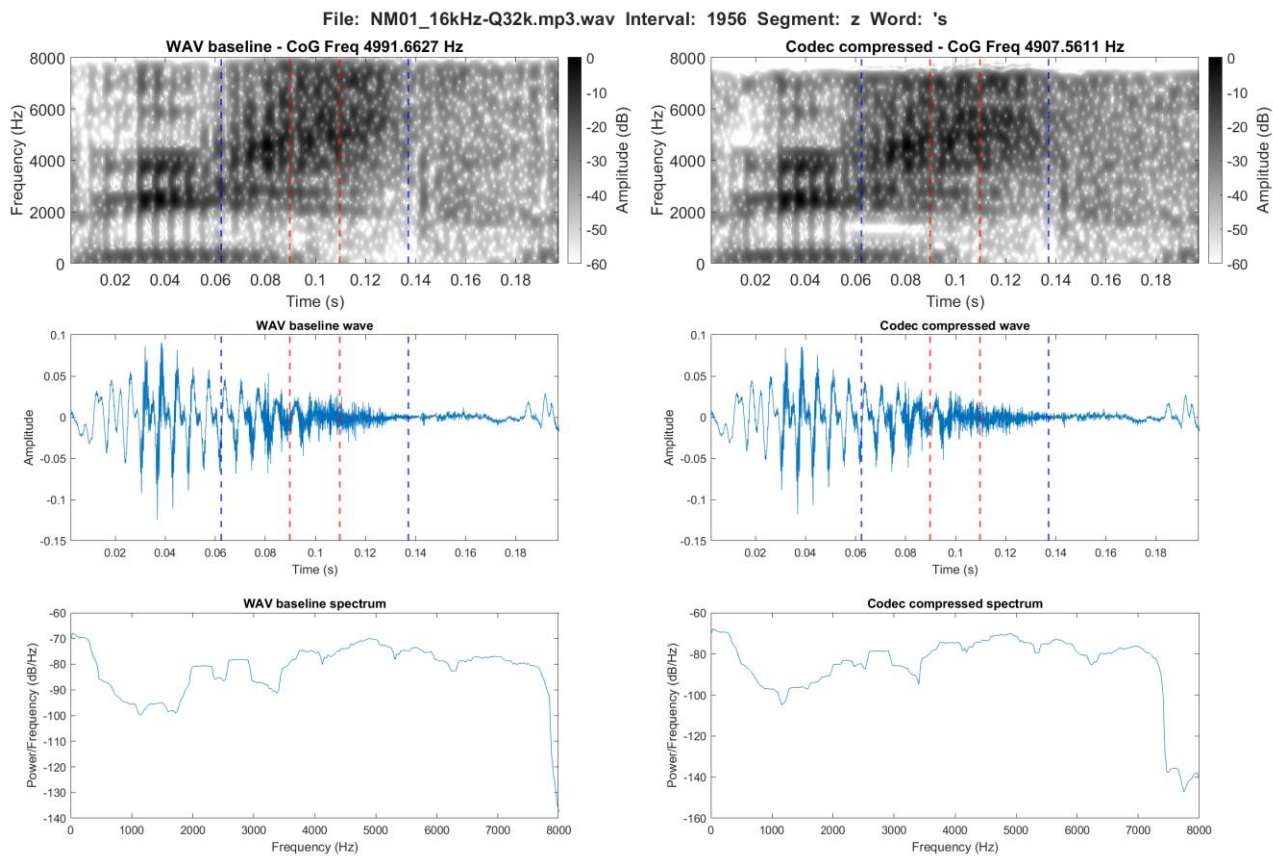 File: NM01_16kHz-Q32k.mp3.wav Interval: 1956 Segment: z Word: 's
WAV baseline - CoG Freq 4991.6627 Hz
8000
6000
4000
2000
0
Frequency (Hz)
0.02 0.04 0.06 0.08 0.1 0.12 0.14 0.16 0.18
Time (s)
0
-10
-20
-30
-40
-50
-60
Amplitude (dB)
Codec compressed - CoG Freq 4907.5611 Hz
8000
6000
4000
2000
0
Frequency (Hz)
0.02 0.04 0.06 0.08 0.1 0.12 0.14 0.16 0.18
Time (s)
0
-10
-20
-30
-40
-50
-60
Amplitude (dB)
WAV baseline wave
0.1
0.05
0
-0.05
-0.1
-0.15
Amplitude
0.02 0.04 0.06 0.08 0.1 0.12 0.14 0.16 0.18
Time (s)
Codec compressed wave
0.1
0.05
0
-0.05
-0.1
-0.15
Amplitude
0.02 0.04 0.06 0.08 0.1 0.12 0.14 0.16 0.18
Time (s)
WAV baseline spectrum
-60
-70
-80
-90
-100
-110
-120
-130
-140
Power/Frequency (dB/Hz)
0 1000 2000 3000 4000 5000 6000 7000 8000
Frequency (Hz)
Codec compressed spectrum
-60
-80
-100
-120
-140
-160
Power/Frequency (dB/Hz)
0 1000 2000 3000 4000 5000 6000 7000 8000
Frequency (Hz)